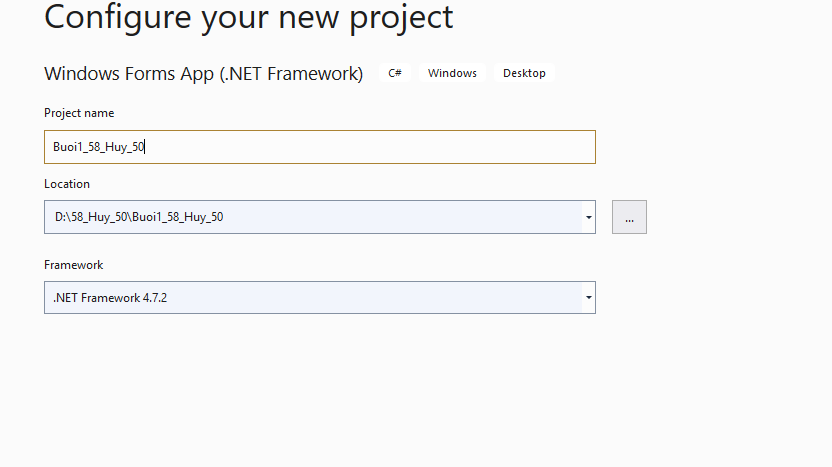 Configure your new project
Windows Forms App (.NET Framework) C# Windows Desktop
Project name
Buoi1_58_Huy_50
Location
D:\58_Huy_50\Buoi1_58_Huy_50
...
Framework
.NET Framework 4.7.2